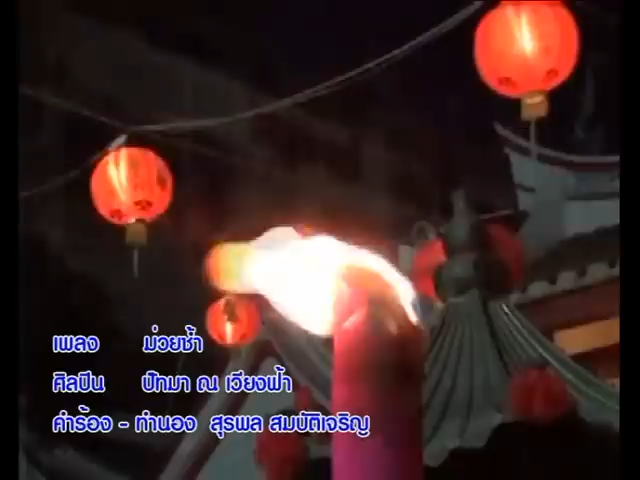 เพลง ม่วยช้ำ
ศิลปิน ปัทมา ณ เวียงฟ้า
คำร้อง - ทำนอง สุรพล สมบัติเจริญ